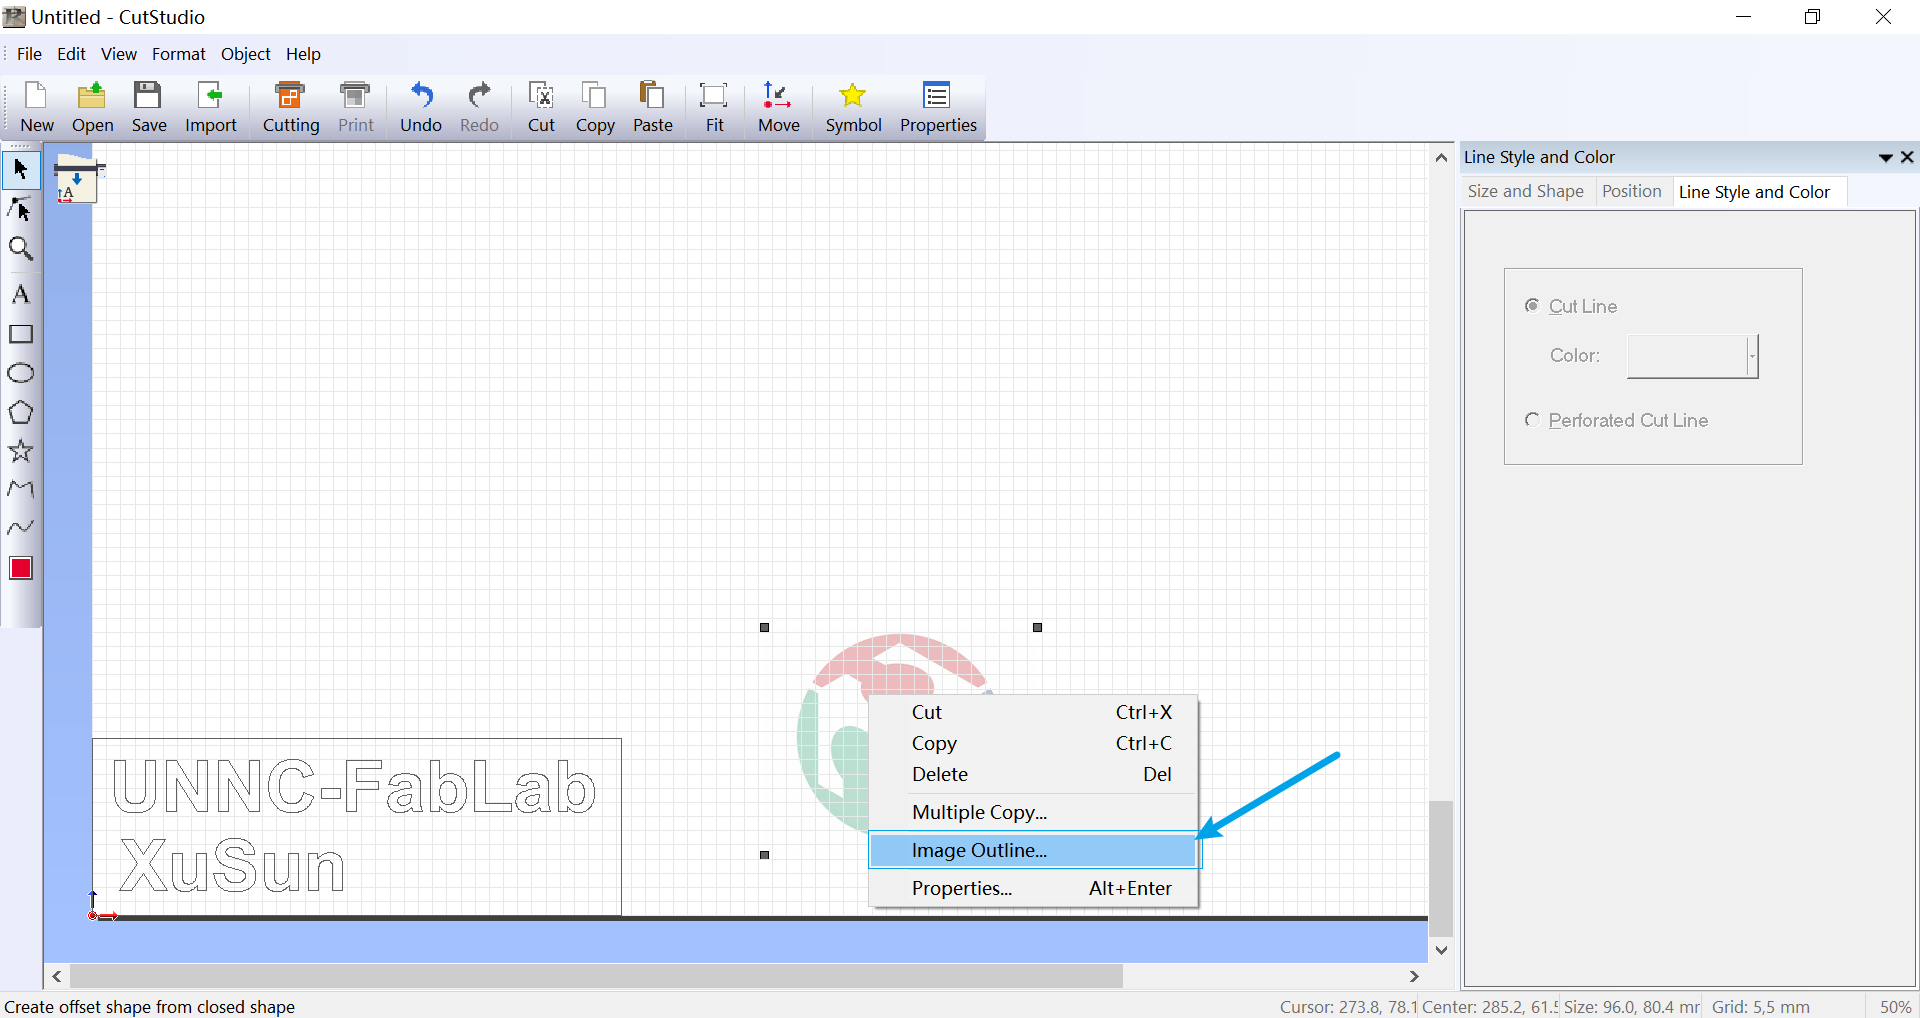 Untitled - CutStudio
File Edit View Format Object Help
New Open Save Import Cutting Print Undo Redo Cut Copy Paste Fit Move Symbol Properties
Line Style and Color
Size and Shape Position Line Style and Color
A
A
Cut Line
Color:
Perforated Cut Line
Cut Ctrl+X
Copy Ctrl+C
Delete Del
Multiple Copy...
Image Outline...
Properties... Alt+Enter
UNNC-FabLab
XuSun
Create offset shape from closed shape
Cursor: 273.8, 78.1 Center: 285.2, 61.5 Size: 96.0, 80.4 mr Grid: 5,5 mm 50%